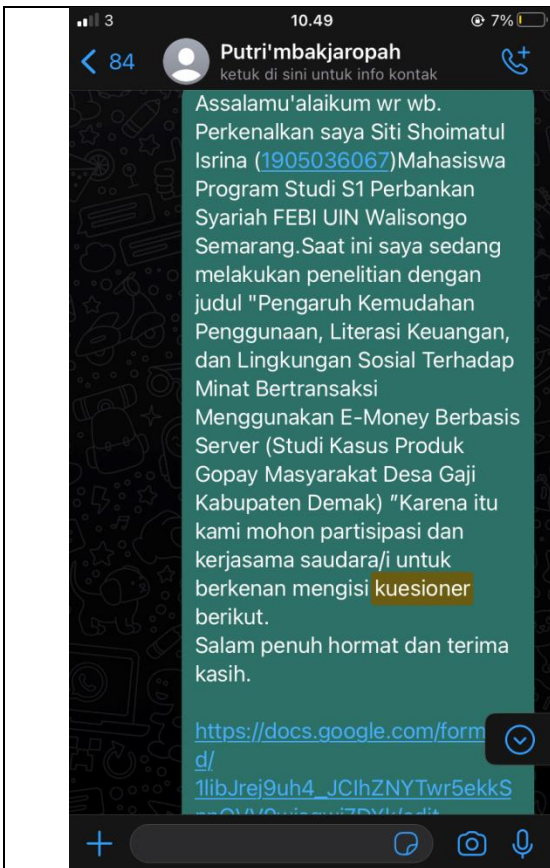 3 10.49 7%
84 Putri'mbakjaropah
ketuk di sini untuk info kontak
Assalamu'alaikum wr wb.
Perkenalkan saya Siti Shoimatul
Isrina (1905036067)Mahasiswa
Program Studi S1 Perbankan
Syariah FEBI UIN Walisongo
Semarang.Saat ini saya sedang
melakukan penelitian dengan
judul "Pengaruh Kemudahan
Penggunaan, Literasi Keuangan,
dan Lingkungan Sosial Terhadap
Minat Bertransaksi
Menggunakan E-Money Berbasis
Server (Studi Kasus Produk
Gopay Masyarakat Desa Gaji
Kabupaten Demak) "Karena itu
kami mohon partisipasi dan
kerjasama saudara/i untuk
berkenan mengisi kuesioner
berikut.
Salam penuh hormat dan terima
kasih.
https://docs.google.com/form
d/
1libJrej9uh4_JClhZNYTwr5ekkS